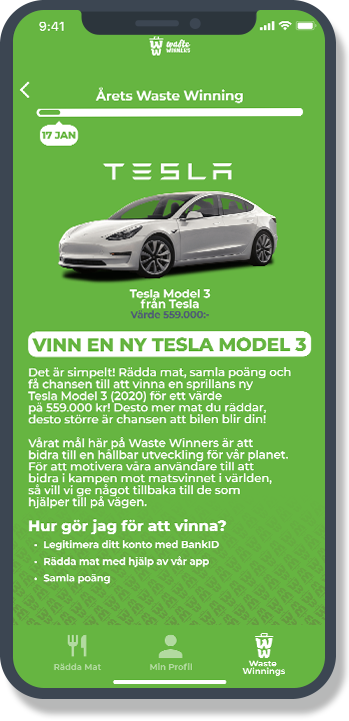 9:41
waste
WINNERS
Årets Waste Winning
17 JAN
TESLA
Tesla Model 3
från Tesla
Värde 559.000:-
VINN EN NY TESLA MODEL 3
Det är simpelt! Rädda mat, samla poäng och
få chansen till att vinna en sprillans ny
Tesla Model 3 (2020) för ett värde
på 559.000 kr! Desto mer mat du räddar,
desto större är chansen att bilen blir din!
Vårat mål här på Waste Winners är att
bidra till en hållbar utveckling för vår planet.
För att motivera våra användare till att
bidra i kampen mot matsvinnet i världen,
så vill vi ge något tillbaka till de som
hjälper till på vägen.
Hur gör jag för att vinna?
• Legitimera ditt konto med BankID
• Rädda mat med hjälp av vår app
• Samla poäng
Rädda Mat
Min Profil
Waste
Winnings